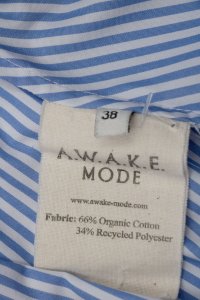 38
A.W.A.K.E.
MODE
www.awake-mode.com
Fabric: 66% Organic Cotton
34% Recycled Polyester